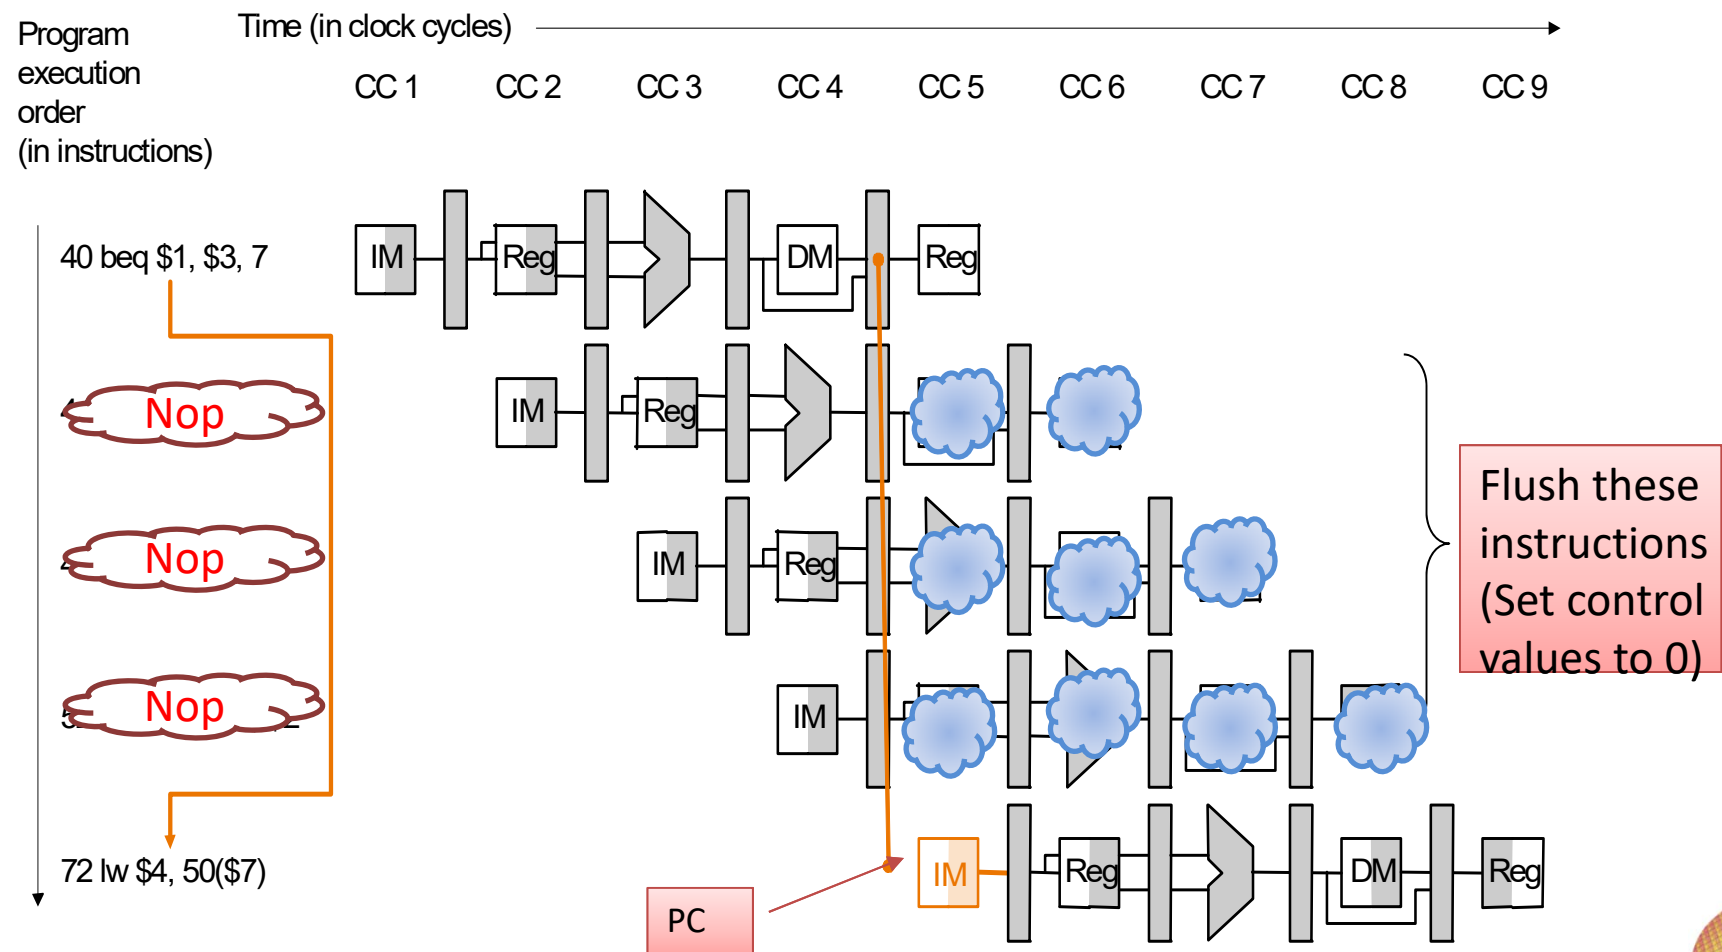 Time (in clock cycles)
Program
execution
order
(in instructions)
CC 1 CC 2 CC 3 CC 4 CC 5 CC 6 CC 7 CC 8 CC 9
40 beq $1, $3, 7
IM Reg DM Reg
Nop
IM Reg
Nop
IM Reg
Flush these
instructions
(Set control
values to 0)
Nop
IM
72 lw $4, 50($7)
IM Reg DM Reg
PC